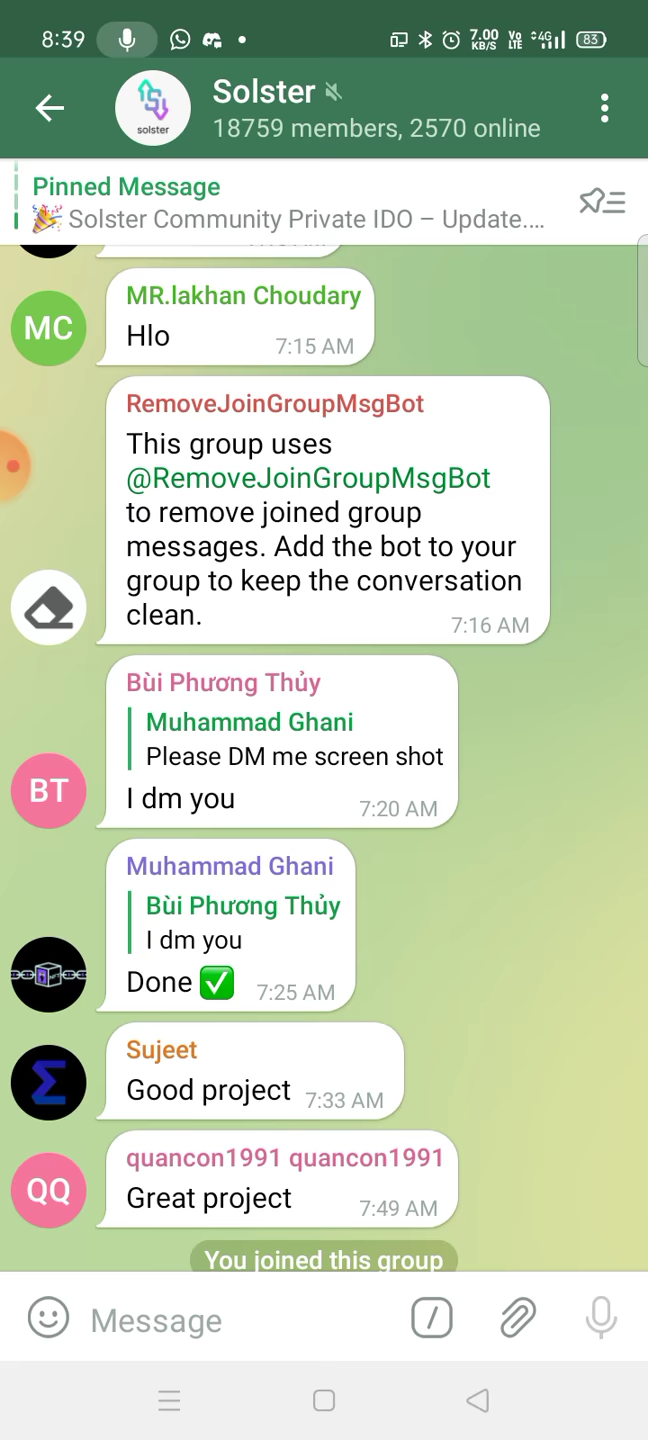 8:39
7.00
KB/S
Vo
LTE
4G
83
Solster
solster
18759 members, 2570 online
Pinned Message
🎉 Solster Community Private IDO – Update....
MR.lakhan Choudary
MC
Hlo
7:15 AM
RemoveJoinGroupMsgBot
This group uses
@RemoveJoinGroupMsgBot
to remove joined group
messages. Add the bot to your
group to keep the conversation
clean.
7:16 AM
Bùi Phương Thủy
Muhammad Ghani
Please DM me screen shot
BT
I dm you
7:20 AM
Muhammad Ghani
Bùi Phương Thủy
I dm you
Done ✅
7:25 AM
Sujeet
Σ
Good project
7:33 AM
quancon1991 quancon1991
QQ
Great project
7:49 AM
You joined this group
Message